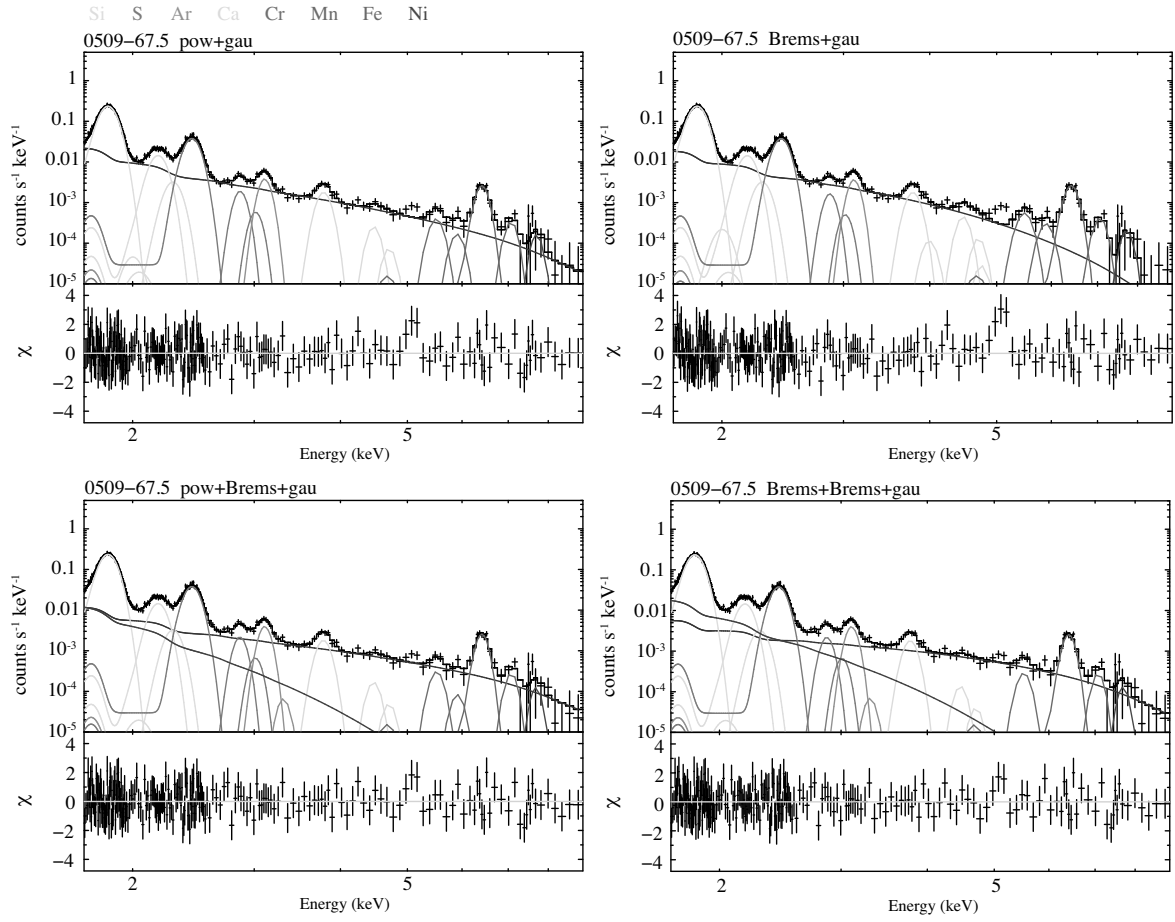 Si S Ar Ca Cr Mn Fe Ni
0509−67.5 pow+gau
1
0.1
0.01
10⁻³
10⁻⁴
10⁻⁵
counts s⁻¹ keV⁻¹
4
2
0
−2
−4
χ
2 5
Energy (keV)
0509−67.5 Brems+gau
1
0.1
0.01
10⁻³
10⁻⁴
10⁻⁵
counts s⁻¹ keV⁻¹
4
2
0
−2
−4
χ
2 5
Energy (keV)
0509−67.5 pow+Brems+gau
1
0.1
0.01
10⁻³
10⁻⁴
10⁻⁵
counts s⁻¹ keV⁻¹
4
2
0
−2
−4
χ
2 5
Energy (keV)
0509−67.5 Brems+Brems+gau
1
0.1
0.01
10⁻³
10⁻⁴
10⁻⁵
counts s⁻¹ keV⁻¹
4
2
0
−2
−4
χ
2 5
Energy (keV)